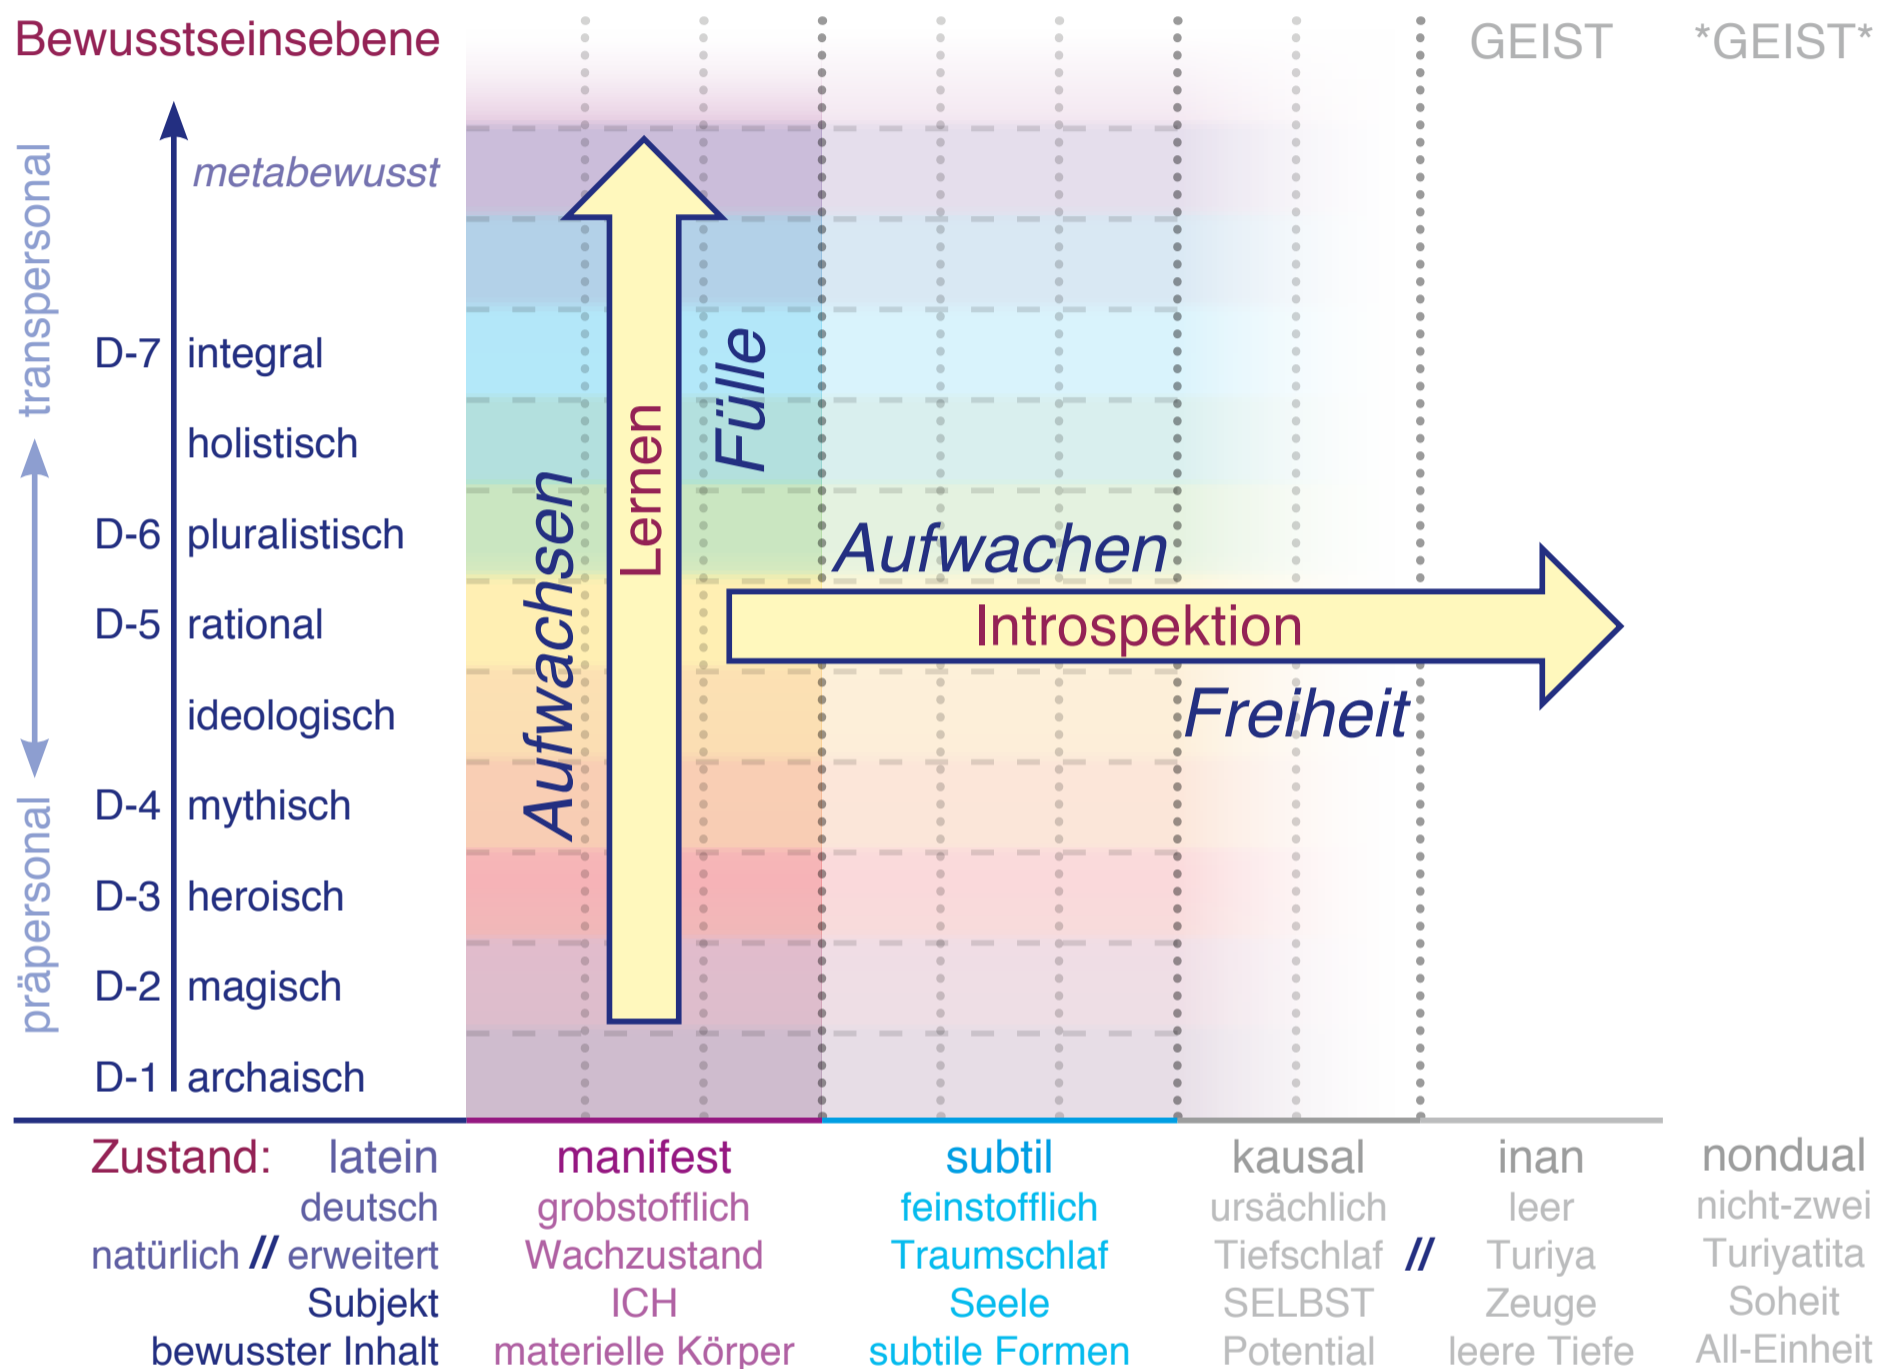 Bewusstseinsebene
GEIST
*GEIST*
transpersonal
präpersonal
metabewusst
D-7 integral
holistisch
D-6 pluralistisch
D-5 rational
ideologisch
D-4 mythisch
D-3 heroisch
D-2 magisch
D-1 archaisch
Aufwachsen
Lernen
Fülle
Aufwachen
Introspektion
Freiheit
Zustand: latein manifest subtil kausal inan nondual
deutsch grobstofflich feinstofflich ursächlich leer nicht-zwei
natürlich // erweitert Wachzustand Traumschlaf Tiefschlaf // Turiya Turiyatita
Subjekt ICH Seele SELBST Zeuge Soheit
bewusster Inhalt materielle Körper subtile Formen Potential leere Tiefe All-Einheit